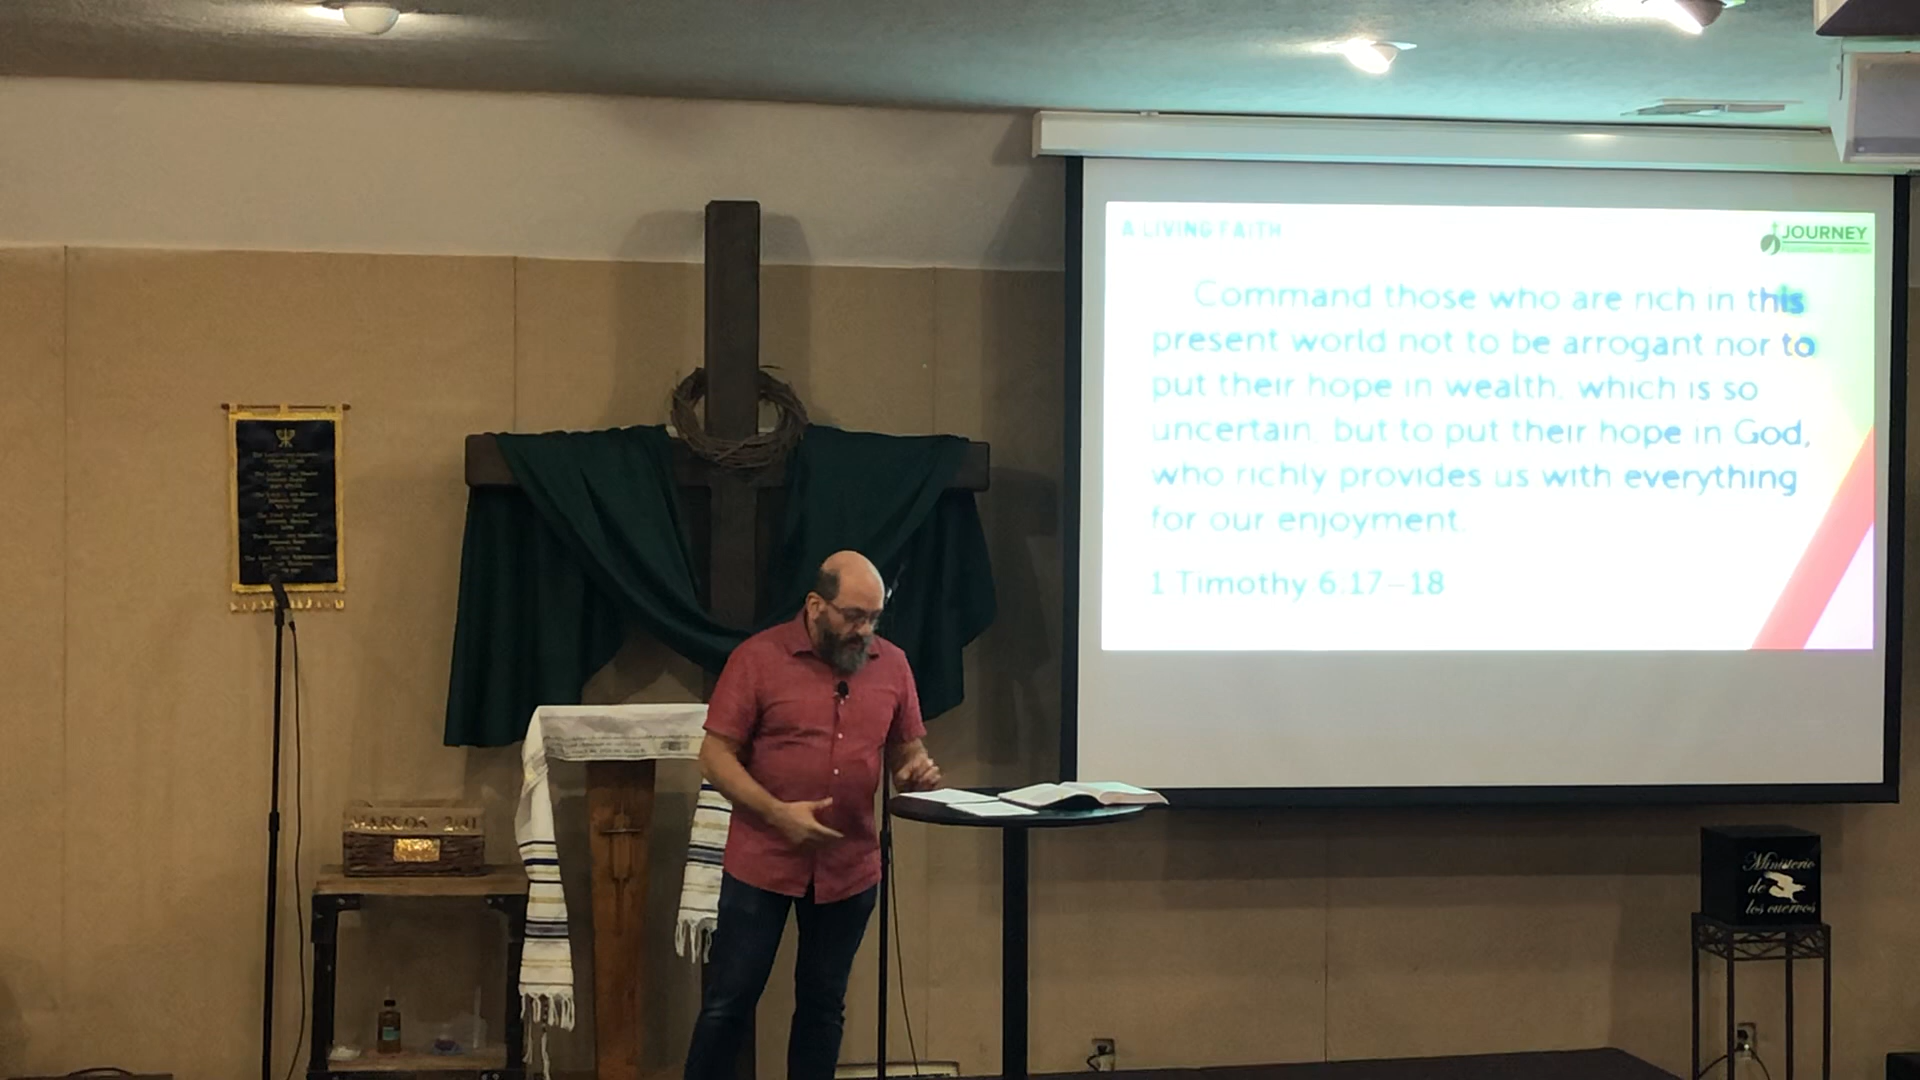 A LIVING FAITH
JOURNEY
Command those who are rich in this
present world not to be arrogant nor to
put their hope in wealth, which is so
uncertain, but to put their hope in God,
who richly provides us with everything
for our enjoyment.
1 Timothy 6:17–18
MARCOS
Ministerio
de
los cuervos